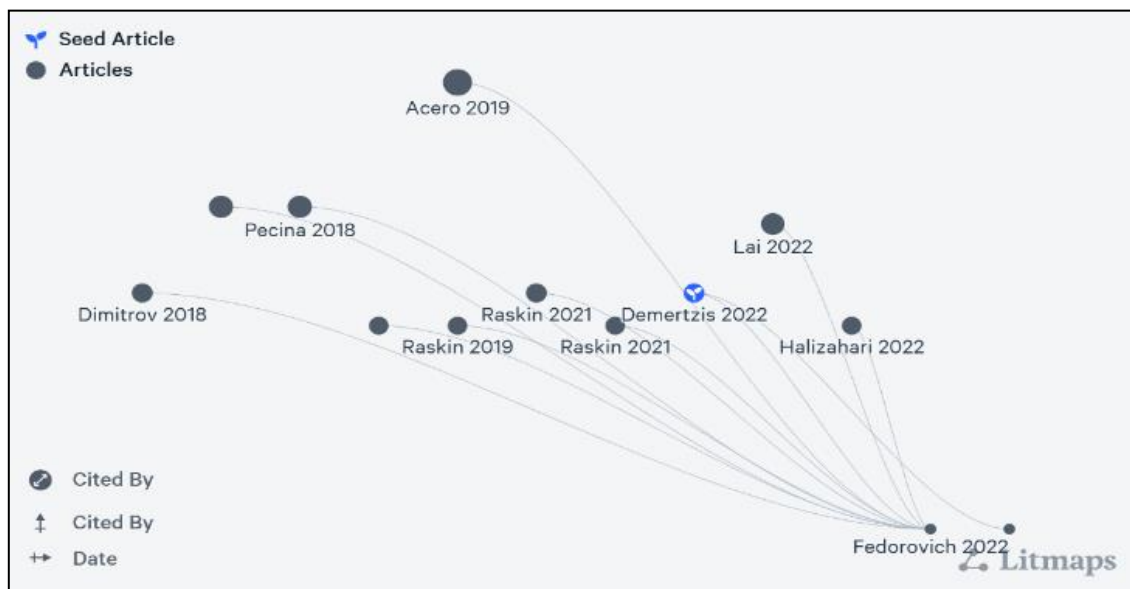 Seed Article
Articles
Acero 2019
Pecina 2018
Lai 2022
Dimitrov 2018
Raskin 2021
Demertzis 2022
Raskin 2019
Raskin 2021
Halizahari 2022
Cited By
Cited By
Date
Fedorovich 2022
Litmaps